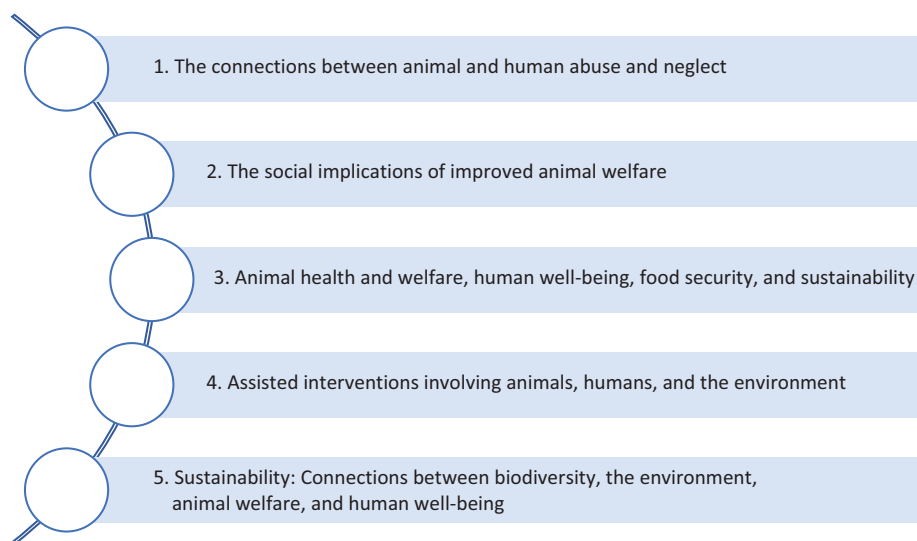 1. The connections between animal and human abuse and neglect
2. The social implications of improved animal welfare
3. Animal health and welfare, human well-being, food security, and sustainability
4. Assisted interventions involving animals, humans, and the environment
5. Sustainability: Connections between biodiversity, the environment,
animal welfare, and human well-being